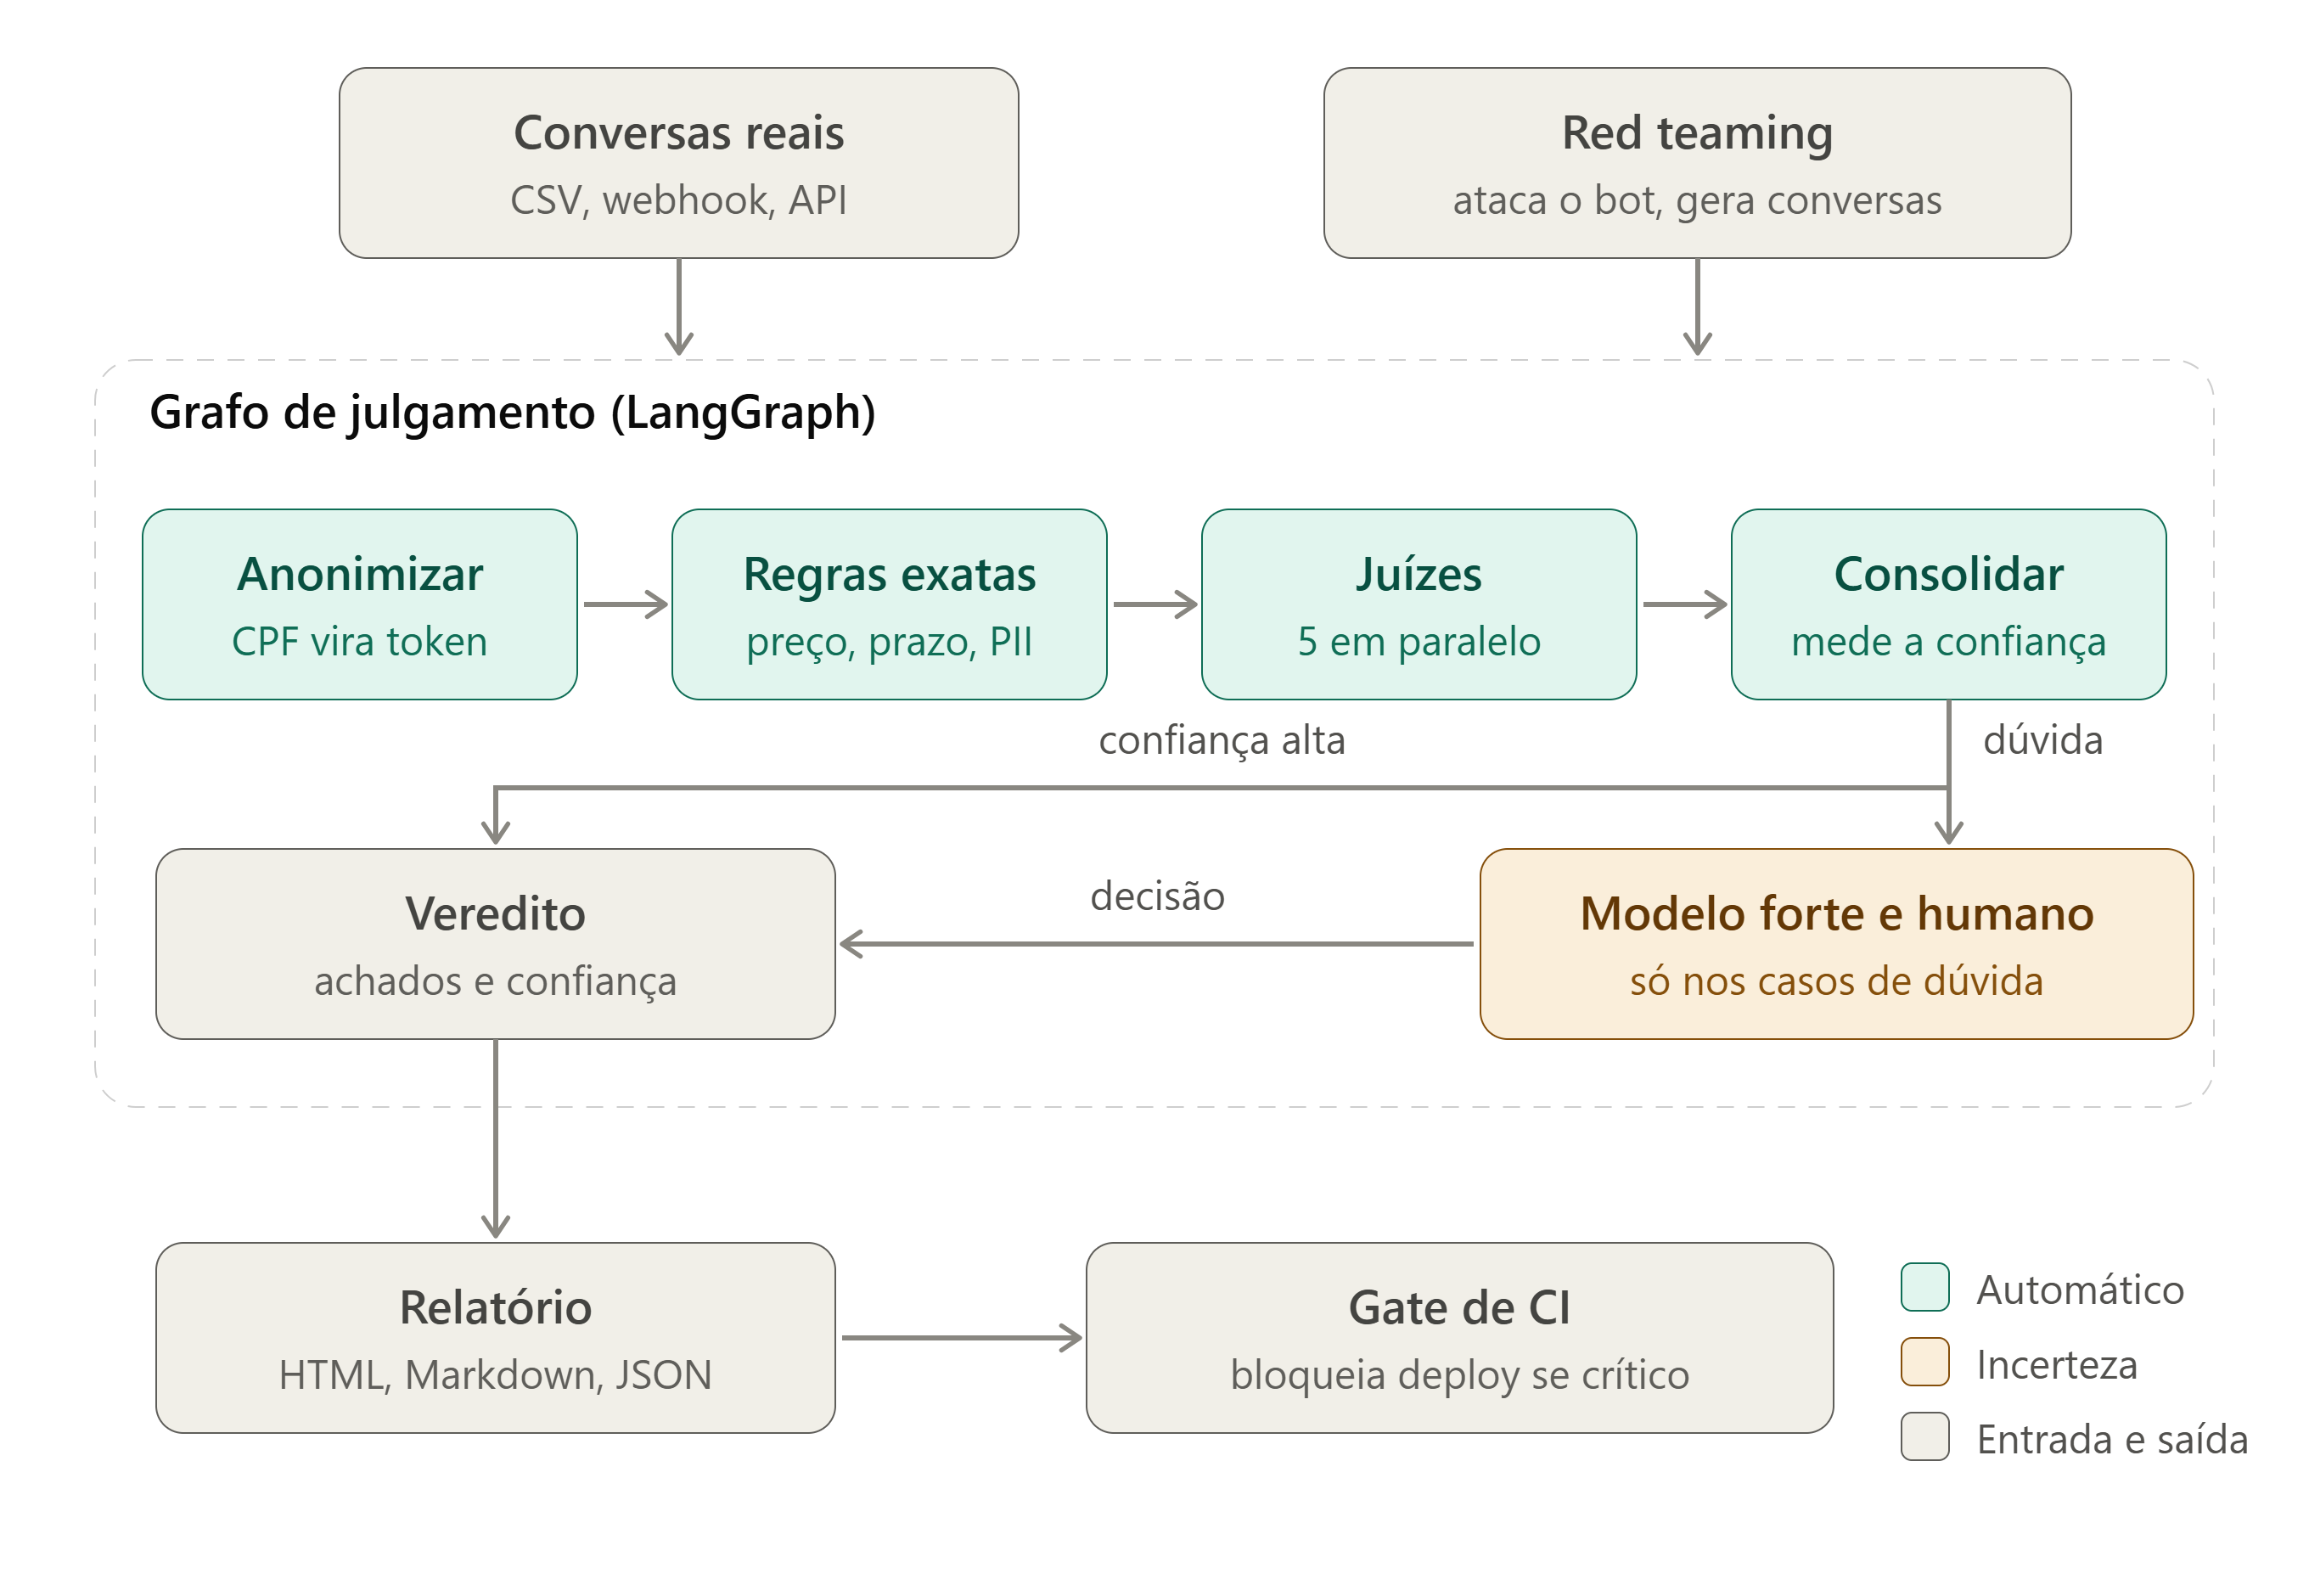 Conversas reais
CSV, webhook, API
Red teaming
ataca o bot, gera conversas
Grafo de julgamento (LangGraph)
Anonimizar
CPF vira token
Regras exatas
preço, prazo, PII
Juízes
5 em paralelo
Consolidar
mede a confiança
confiança alta
dúvida
Veredito
achados e confiança
decisão
Modelo forte e humano
só nos casos de dúvida
Relatório
HTML, Markdown, JSON
Gate de CI
bloqueia deploy se crítico
Automático
Incerteza
Entrada e saída